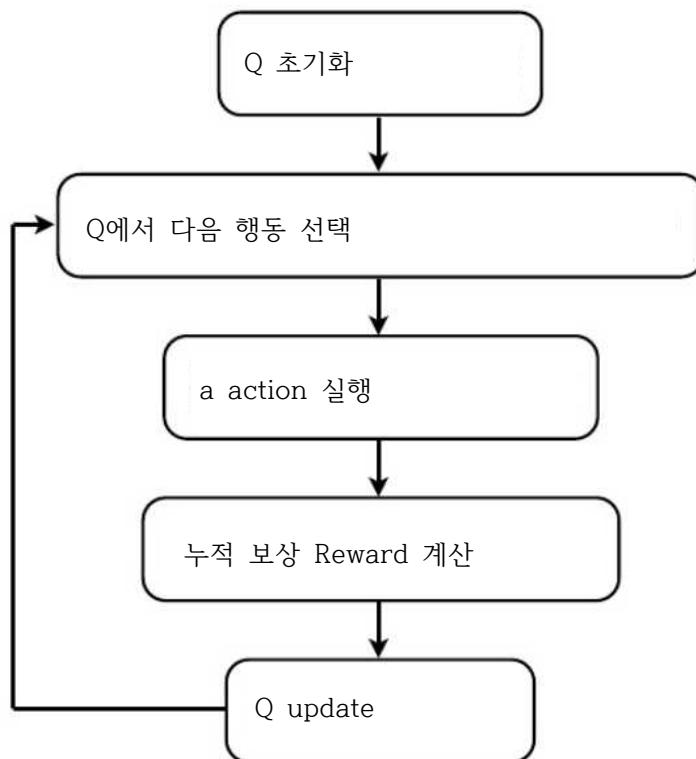 Q 초기화
Q에서 다음 행동 선택
a action 실행
누적 보상 Reward 계산
Q update